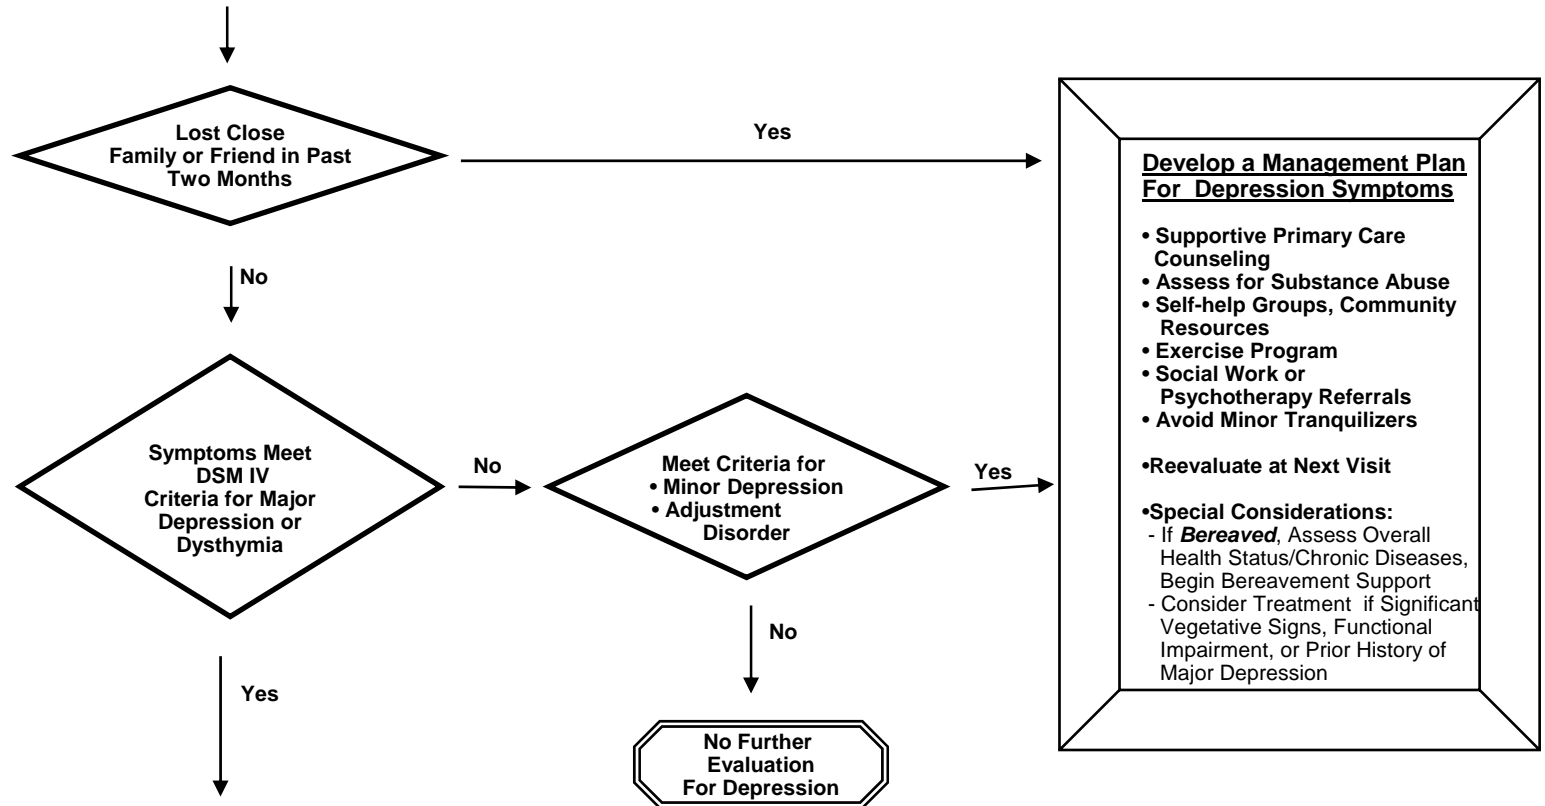 Lost Close
Family or Friend in Past
Two Months
Yes
No
Symptoms Meet
DSM IV
Criteria for Major
Depression or
Dysthymia
No
Meet Criteria for
• Minor Depression
• Adjustment
Disorder
Yes
No
Yes
No Further
Evaluation
For Depression
Develop a Management Plan
For Depression Symptoms
• Supportive Primary Care
Counseling
• Assess for Substance Abuse
• Self-help Groups, Community
Resources
• Exercise Program
• Social Work or
Psychotherapy Referrals
• Avoid Minor Tranquilizers
•Reevaluate at Next Visit
•Special Considerations:
- If Bereaved, Assess Overall
Health Status/Chronic Diseases,
Begin Bereavement Support
- Consider Treatment if Significant
Vegetative Signs, Functional
Impairment, or Prior History of
Major Depression